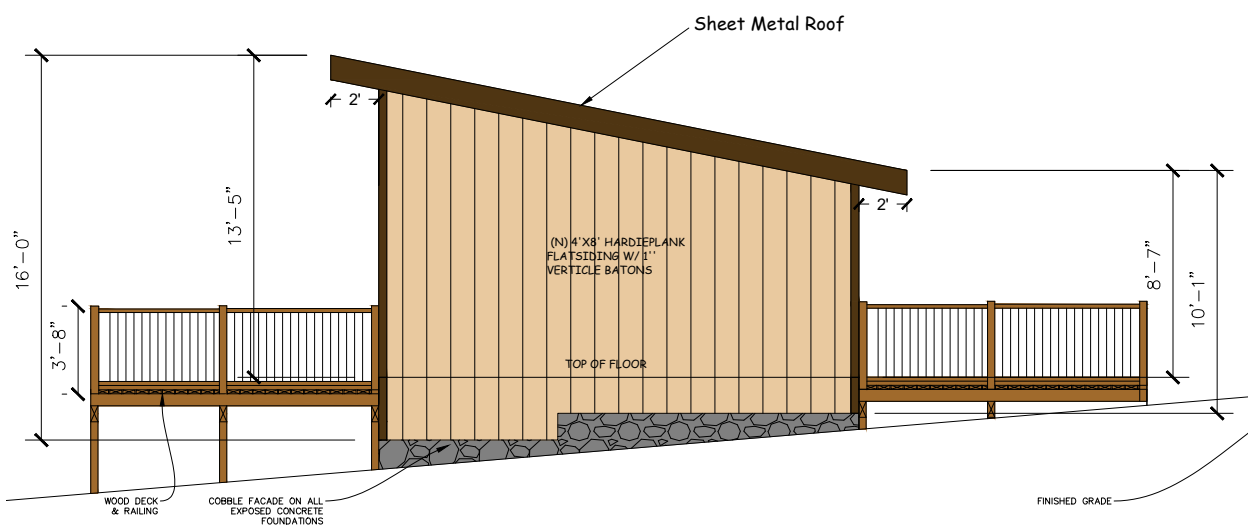 Sheet Metal Roof
2'
13'-5"
16'-0"
2'
8'-7"
(N) 4'X8' HARDIEPLANK
FLATSIDING W/ 1''
VERTICLE BATONS
10'-1"
3'-8"
TOP OF FLOOR
WOOD DECK
& RAILING
COBBLE FACADE ON ALL
EXPOSED CONCRETE
FOUNDATIONS
FINISHED GRADE